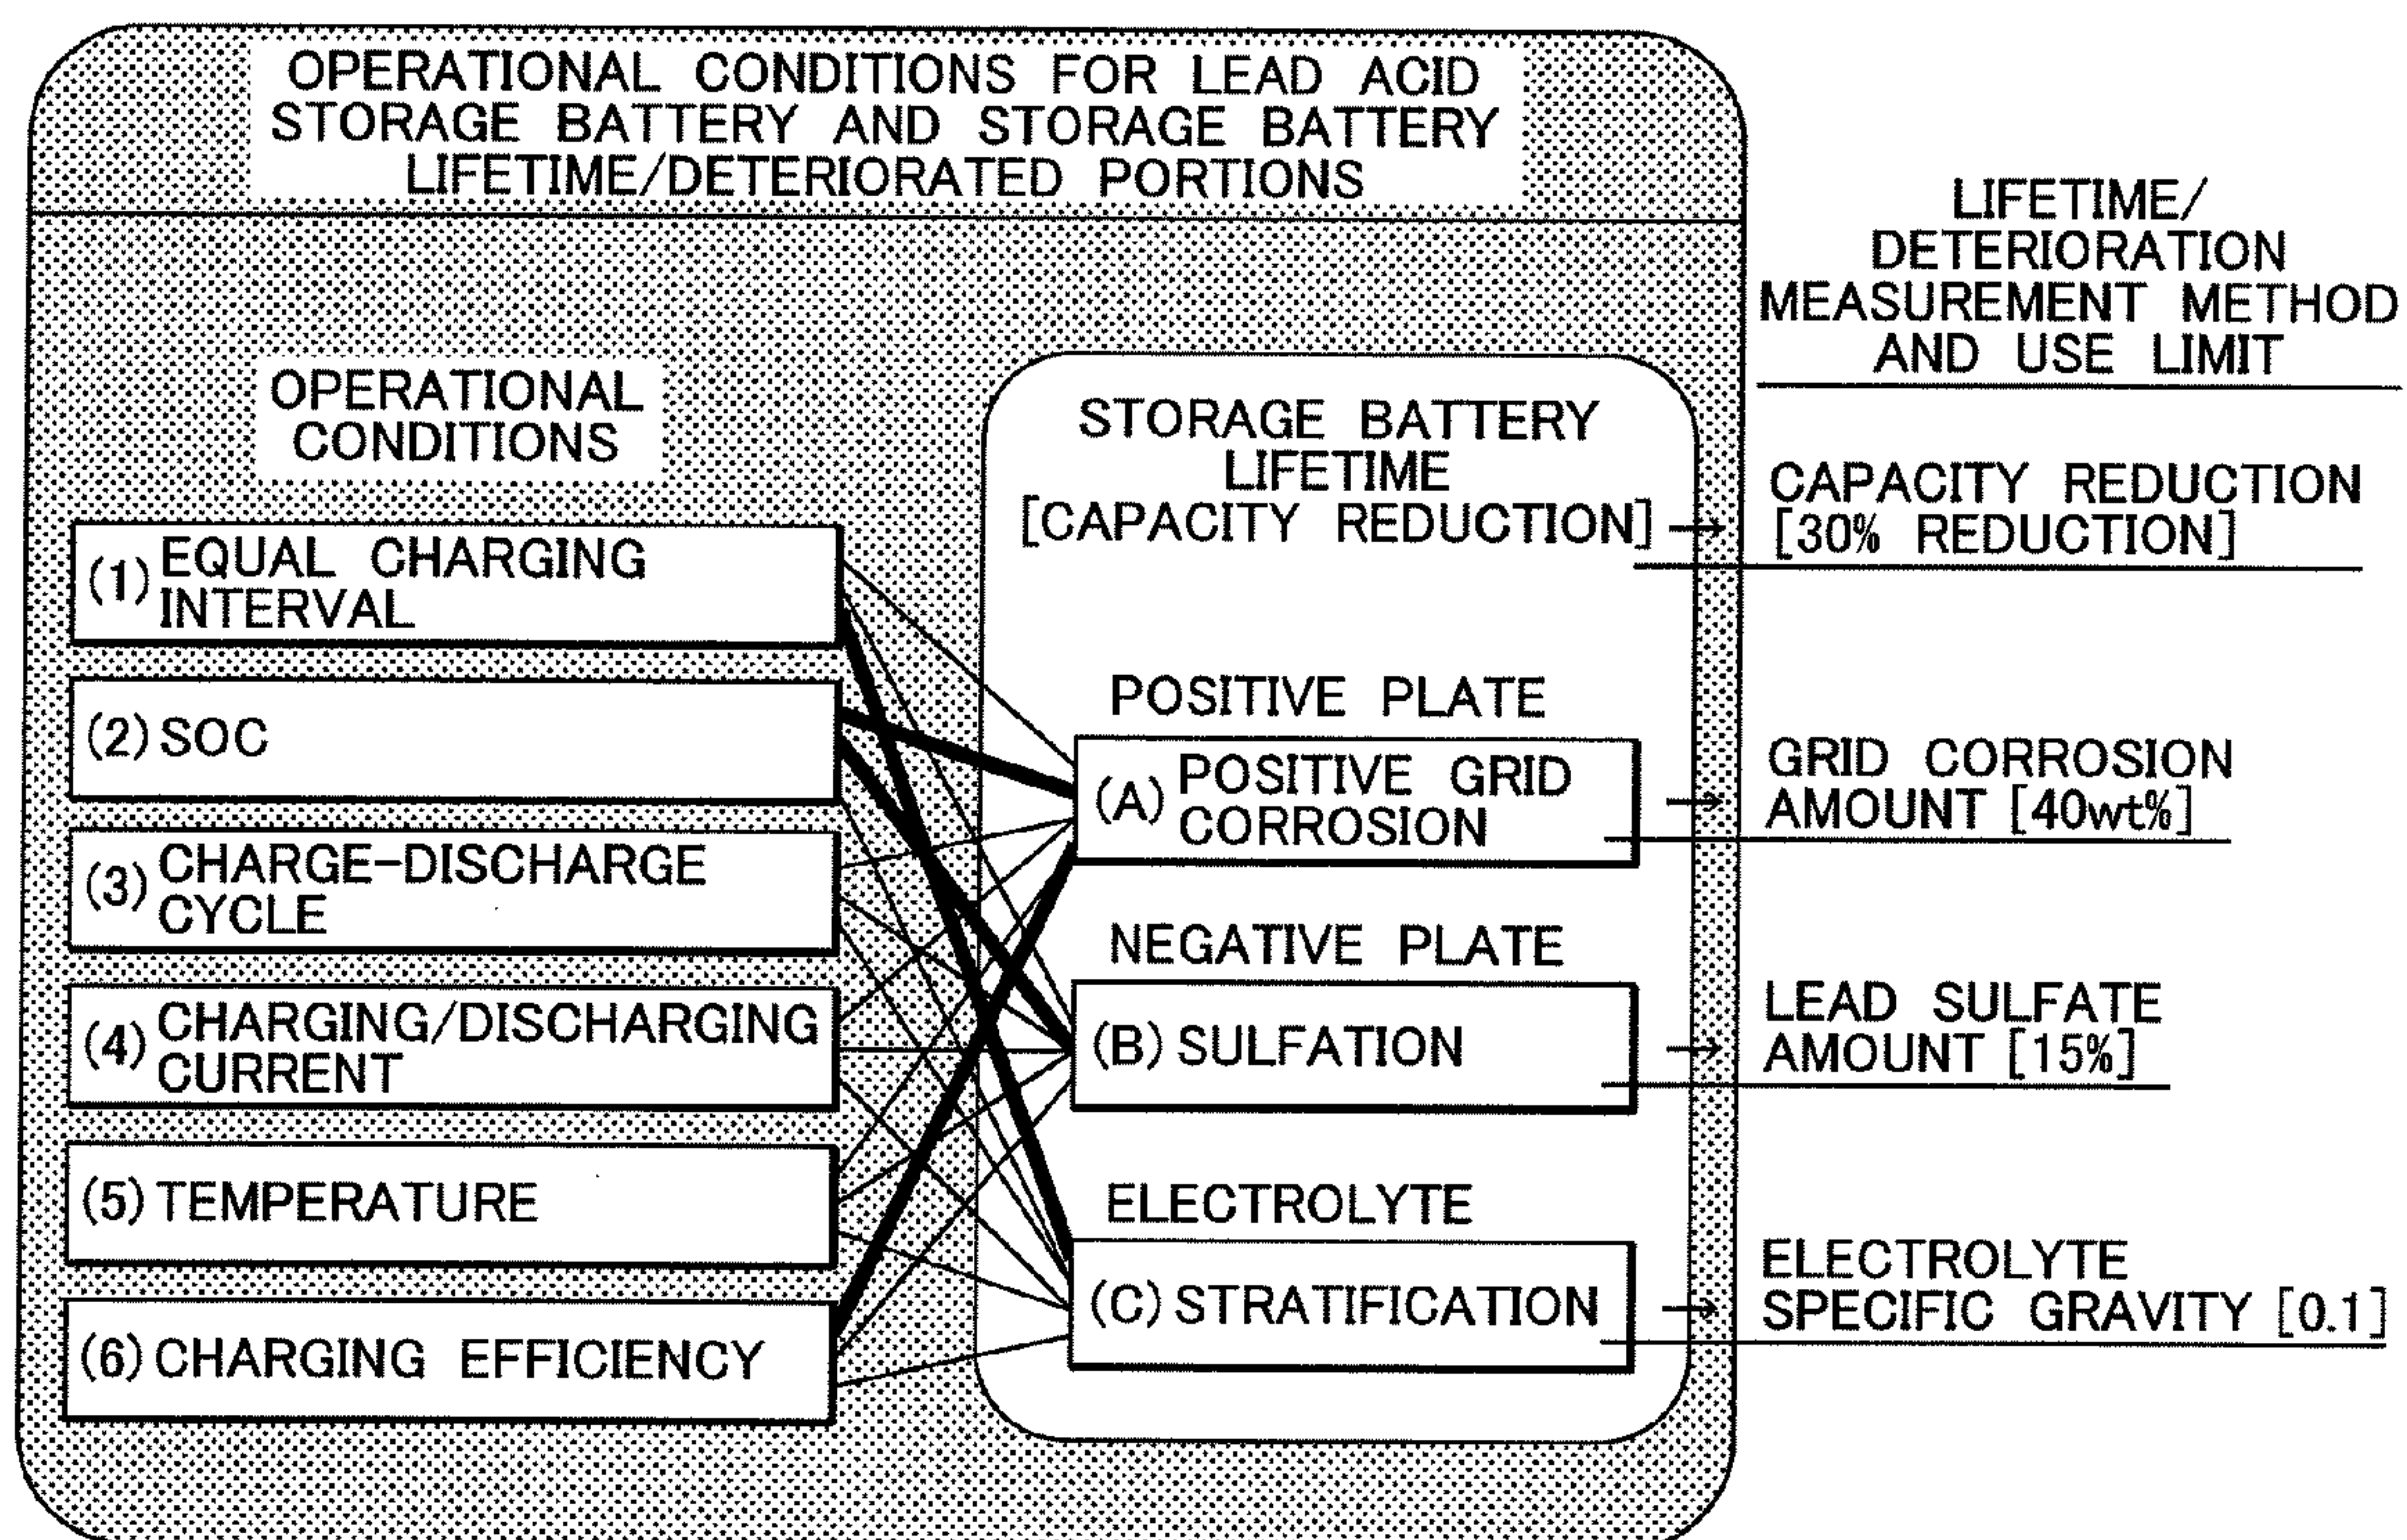 OPERATIONAL CONDITIONS FOR LEAD ACID
STORAGE BATTERY AND STORAGE BATTERY
LIFETIME/DETERIORATED PORTIONS
LIFETIME/
DETERIORATION
MEASUREMENT METHOD
AND USE LIMIT
OPERATIONAL
CONDITIONS
(1) EQUAL CHARGING
INTERVAL
(2) SOC
(3) CHARGE-DISCHARGE
CYCLE
(4) CHARGING/DISCHARGING
CURRENT
(5) TEMPERATURE
(6) CHARGING EFFICIENCY
STORAGE BATTERY
LIFETIME
[CAPACITY REDUCTION] →
CAPACITY REDUCTION
[30% REDUCTION]
POSITIVE PLATE
(A) POSITIVE GRID
CORROSION
→ GRID CORROSION
AMOUNT [40wt%]
NEGATIVE PLATE
(B) SULFATION
→ LEAD SULFATE
AMOUNT [15%]
ELECTROLYTE
(C) STRATIFICATION
→ ELECTROLYTE
SPECIFIC GRAVITY [0.1]